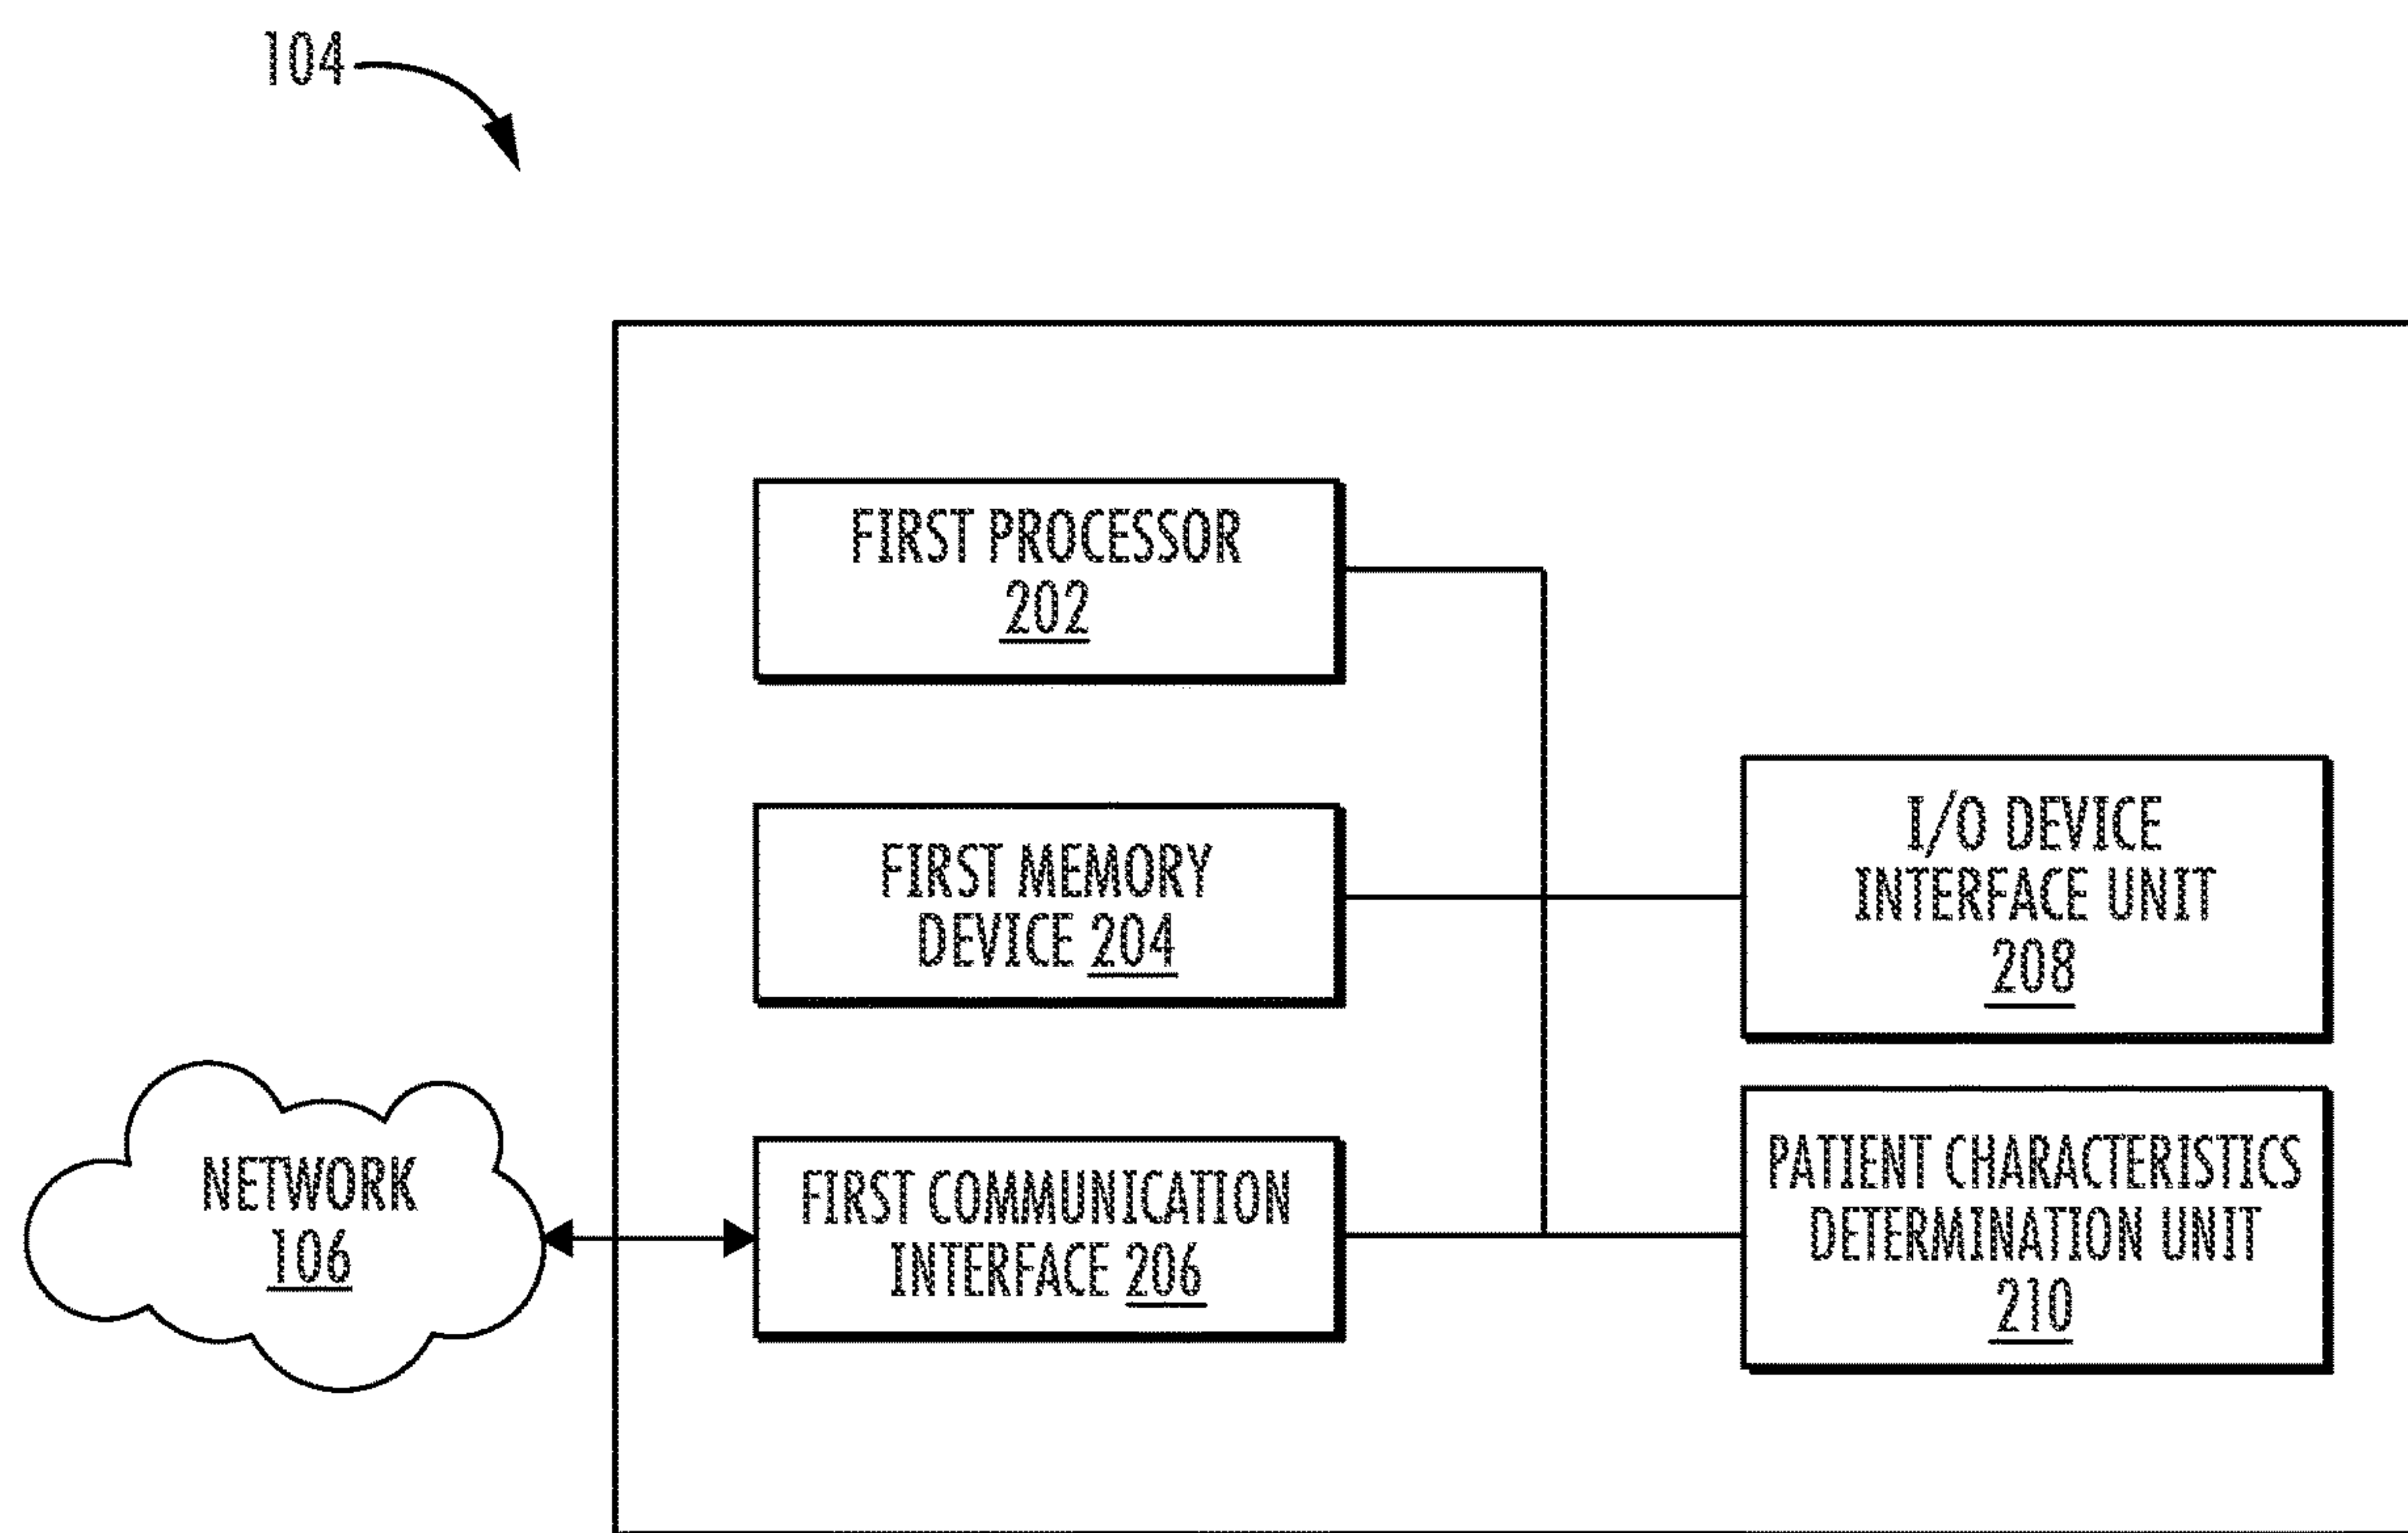 104
FIRST PROCESSOR
202
FIRST MEMORY
DEVICE 204
I/O DEVICE
INTERFACE UNIT
208
NETWORK
106
FIRST COMMUNICATION
INTERFACE 206
PATIENT CHARACTERISTICS
DETERMINATION UNIT
210